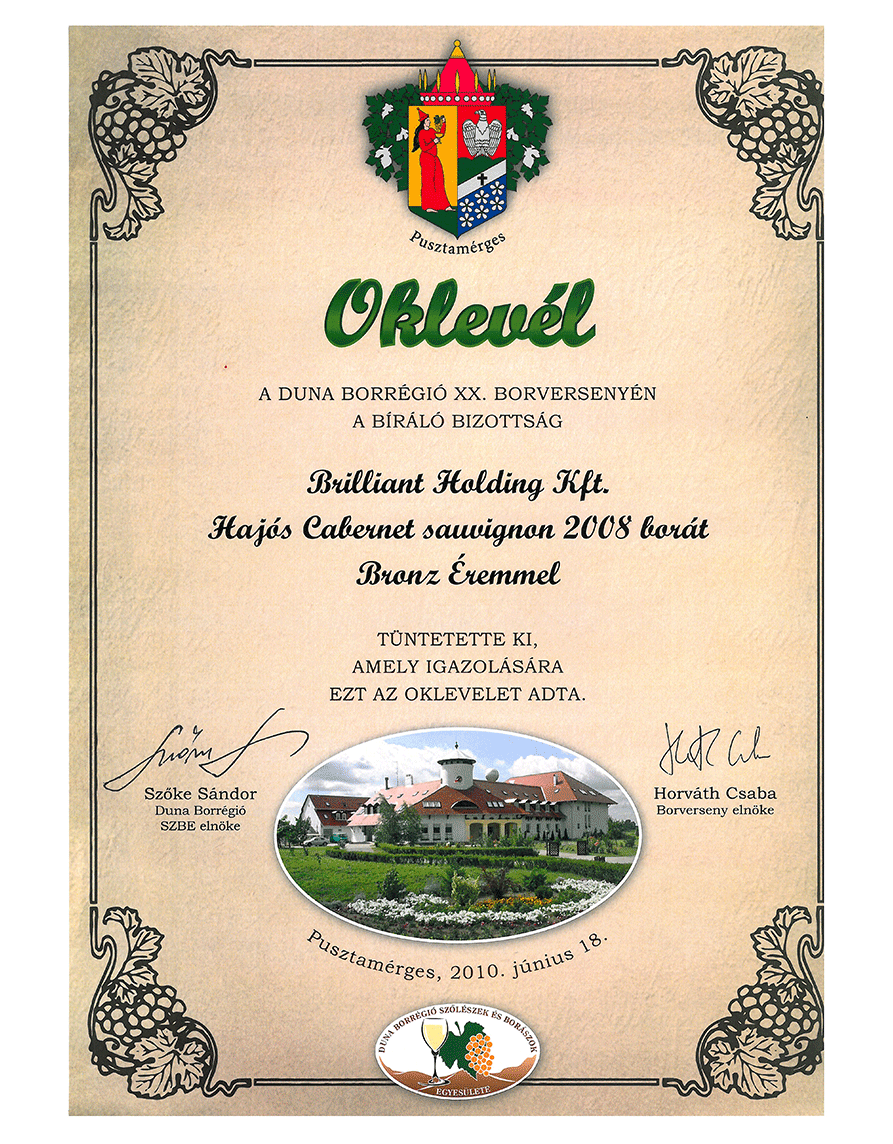 Pusztamérges
Oklevél
A DUNA BORRÉGIÓ XX. BORVERSENYÉN
A BÍRÁLÓ BIZOTTSÁG
Brilliant Holding Kft.
Hajós Cabernet sauvignon 2008 borát
Bronz Éremmel
TÜNTETETTE KI,
AMELY IGAZOLÁSÁRA
EZT AZ OKLEVELET ADTA.
Szőke Sándor
Duna Borrégió
SZBE elnöke
Horváth Csaba
Borverseny elnöke
Pusztamérges, 2010. június 18.
DUNA BORRÉGIÓ SZŐLÉSZEK ÉS BORÁSZOK
EGYESÜLETE